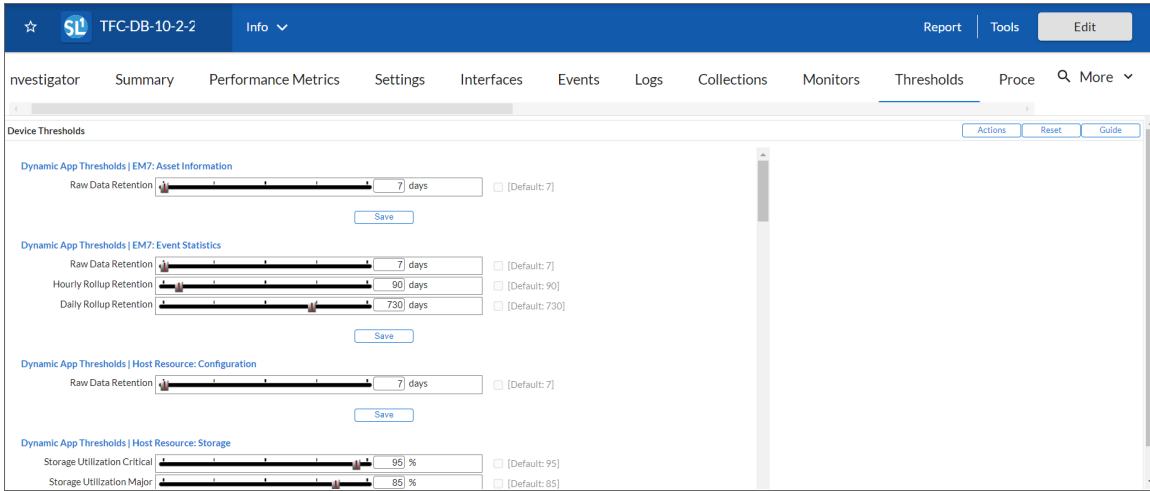 SL1 TFC-DB-10-2-2 Info Report Tools Edit
nvestigator Summary Performance Metrics Settings Interfaces Events Logs Collections Monitors Thresholds Proce More
Device Thresholds Actions Reset Guide
Dynamic App Thresholds | EM7: Asset Information
Raw Data Retention 7 days [Default: 7]
Save
Dynamic App Thresholds | EM7: Event Statistics
Raw Data Retention 7 days [Default: 7]
Hourly Rollup Retention 90 days [Default: 90]
Daily Rollup Retention 730 days [Default: 730]
Save
Dynamic App Thresholds | Host Resource: Configuration
Raw Data Retention 7 days [Default: 7]
Save
Dynamic App Thresholds | Host Resource: Storage
Storage Utilization Critical 95 % [Default: 95]
Storage Utilization Major 85 % [Default: 85]